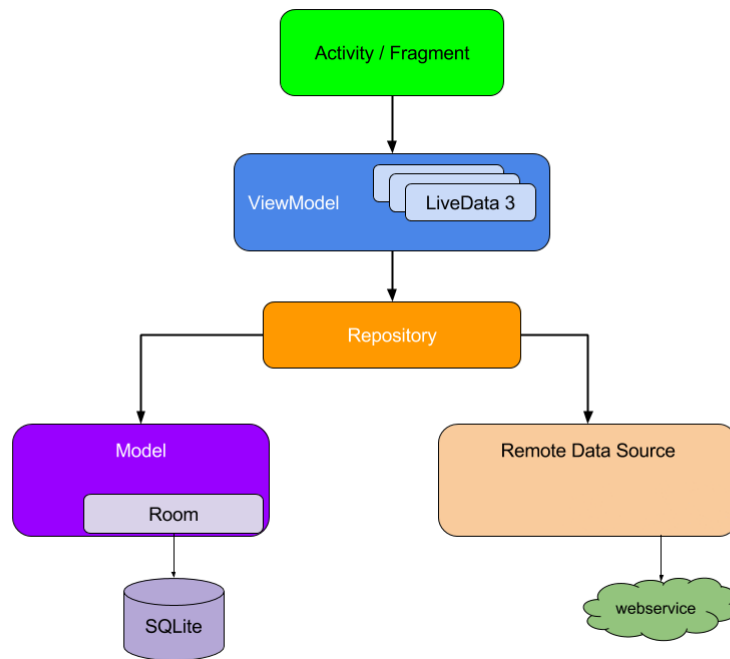 Activity / Fragment
ViewModel
LiveData 3
Repository
Model
Remote Data Source
Room
SQLite
webservice